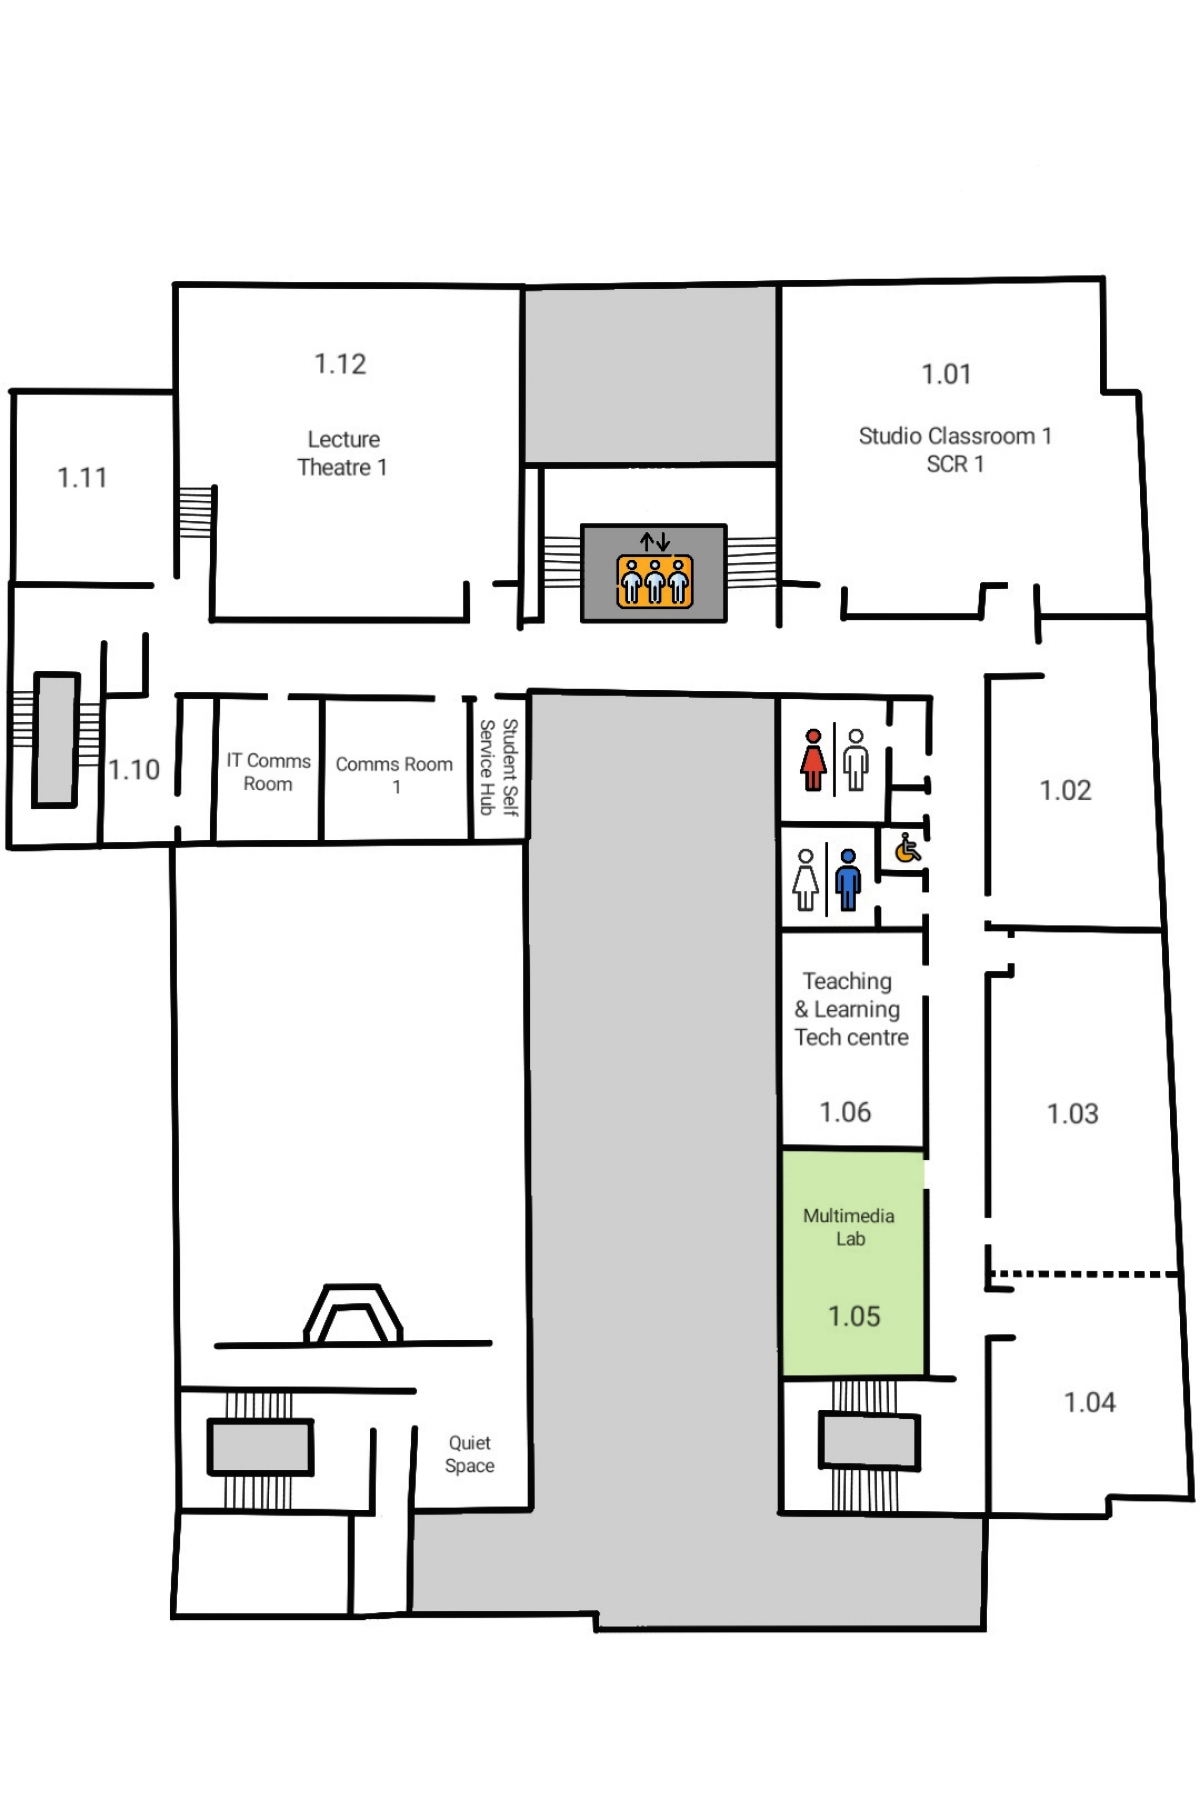 1.12
Lecture
Theatre 1
1.01
Studio Classroom 1
SCR 1
1.11
1.10
IT Comms
Room
Comms Room
1
Student Self
Service Hub
1.02
Teaching
& Learning
Tech centre
1.06
1.03
Multimedia
Lab
1.05
1.04
Quiet
Space